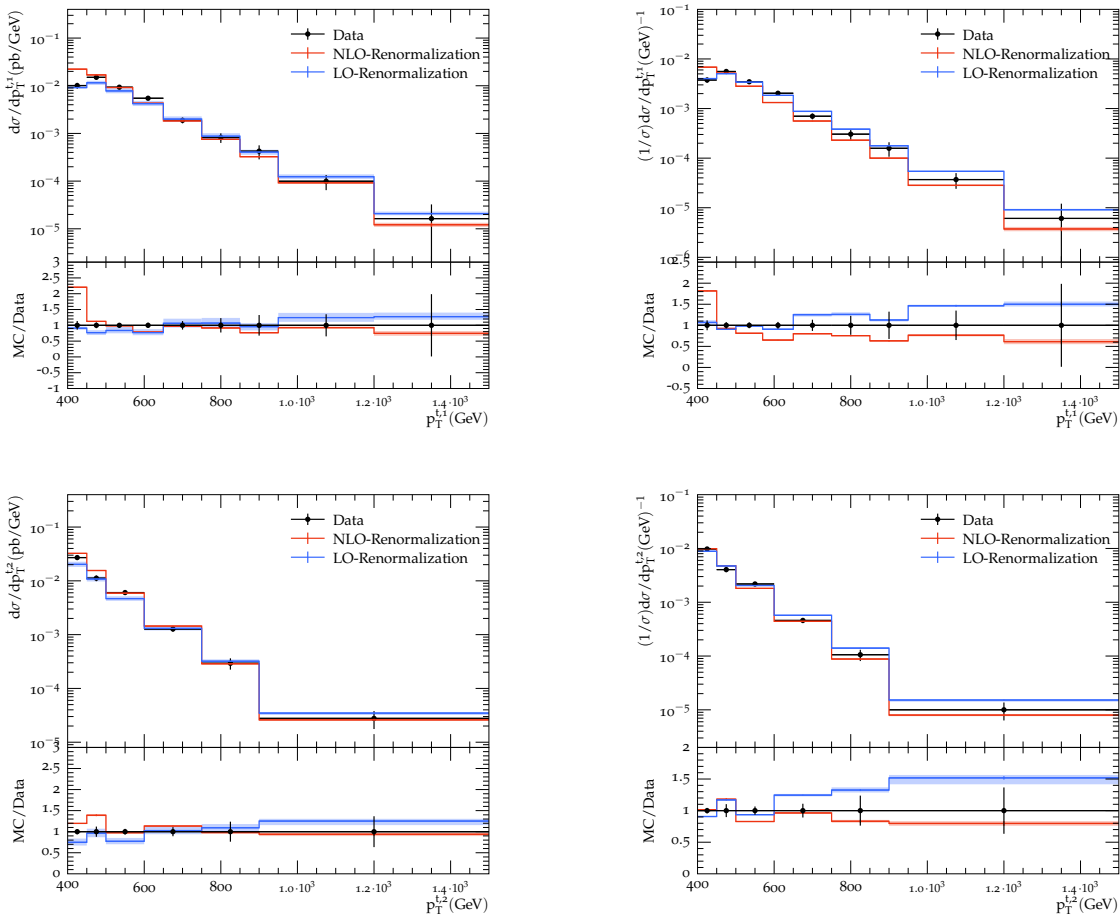 dσ/dp_T^{t,1}(pb/GeV)
10⁻¹
10⁻²
10⁻³
10⁻⁴
10⁻⁵
Data
NLO-Renormalization
LO-Renormalization
MC/Data
3
2.5
2
1.5
1
0.5
0
-0.5
-1
400 600 800 1.0·10³ 1.2·10³ 1.4·10³
p_T^{t,1}(GeV)
(1/σ)dσ/dp_T^{t,1}(GeV)⁻¹
10⁻¹
10⁻²
10⁻³
10⁻⁴
10⁻⁵
10⁻⁶
Data
NLO-Renormalization
LO-Renormalization
MC/Data
2.5
2
1.5
1
0.5
0
-0.5
400 600 800 1.0·10³ 1.2·10³ 1.4·10³
p_T^{t,1}(GeV)
dσ/dp_T^{t,2}(pb/GeV)
10⁻¹
10⁻²
10⁻³
10⁻⁴
10⁻⁵
Data
NLO-Renormalization
LO-Renormalization
MC/Data
3
2.5
2
1.5
1
0.5
0
400 600 800 1.0·10³ 1.2·10³ 1.4·10³
p_T^{t,2}(GeV)
(1/σ)dσ/dp_T^{t,2}(GeV)⁻¹
10⁻¹
10⁻²
10⁻³
10⁻⁴
10⁻⁵
Data
NLO-Renormalization
LO-Renormalization
MC/Data
2
1.5
1
0.5
0
400 600 800 1.0·10³ 1.2·10³ 1.4·10³
p_T^{t,2}(GeV)